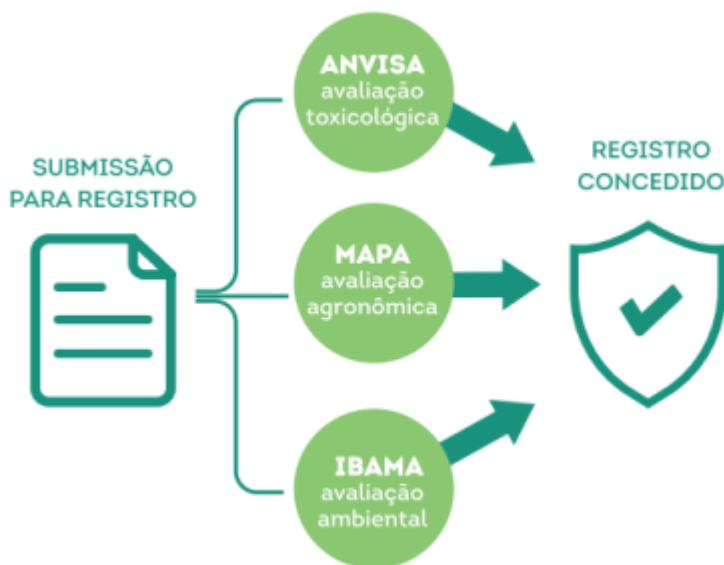 SUBMISSÃO
PARA REGISTRO
ANVISA
avaliação
toxicológica
MAPA
avaliação
agronômica
IBAMA
avaliação
ambiental
REGISTRO
CONCEDIDO